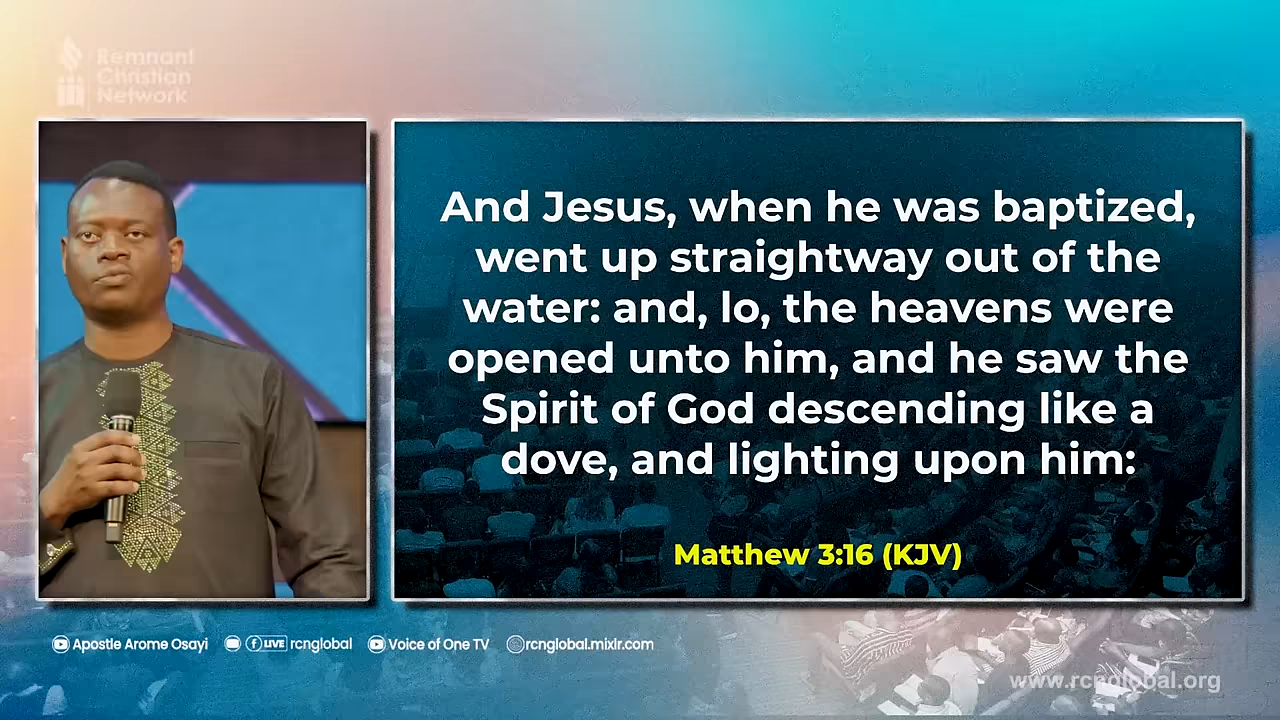 Remnant
Christian
Network
And Jesus, when he was baptized,
went up straightway out of the
water: and, lo, the heavens were
opened unto him, and he saw the
Spirit of God descending like a
dove, and lighting upon him:
Matthew 3:16 (KJV)
Apostle Arome Osayi LIVE rcnglobal Voice of One TV rcnglobal.mixlr.com
www.rcnglobal.org